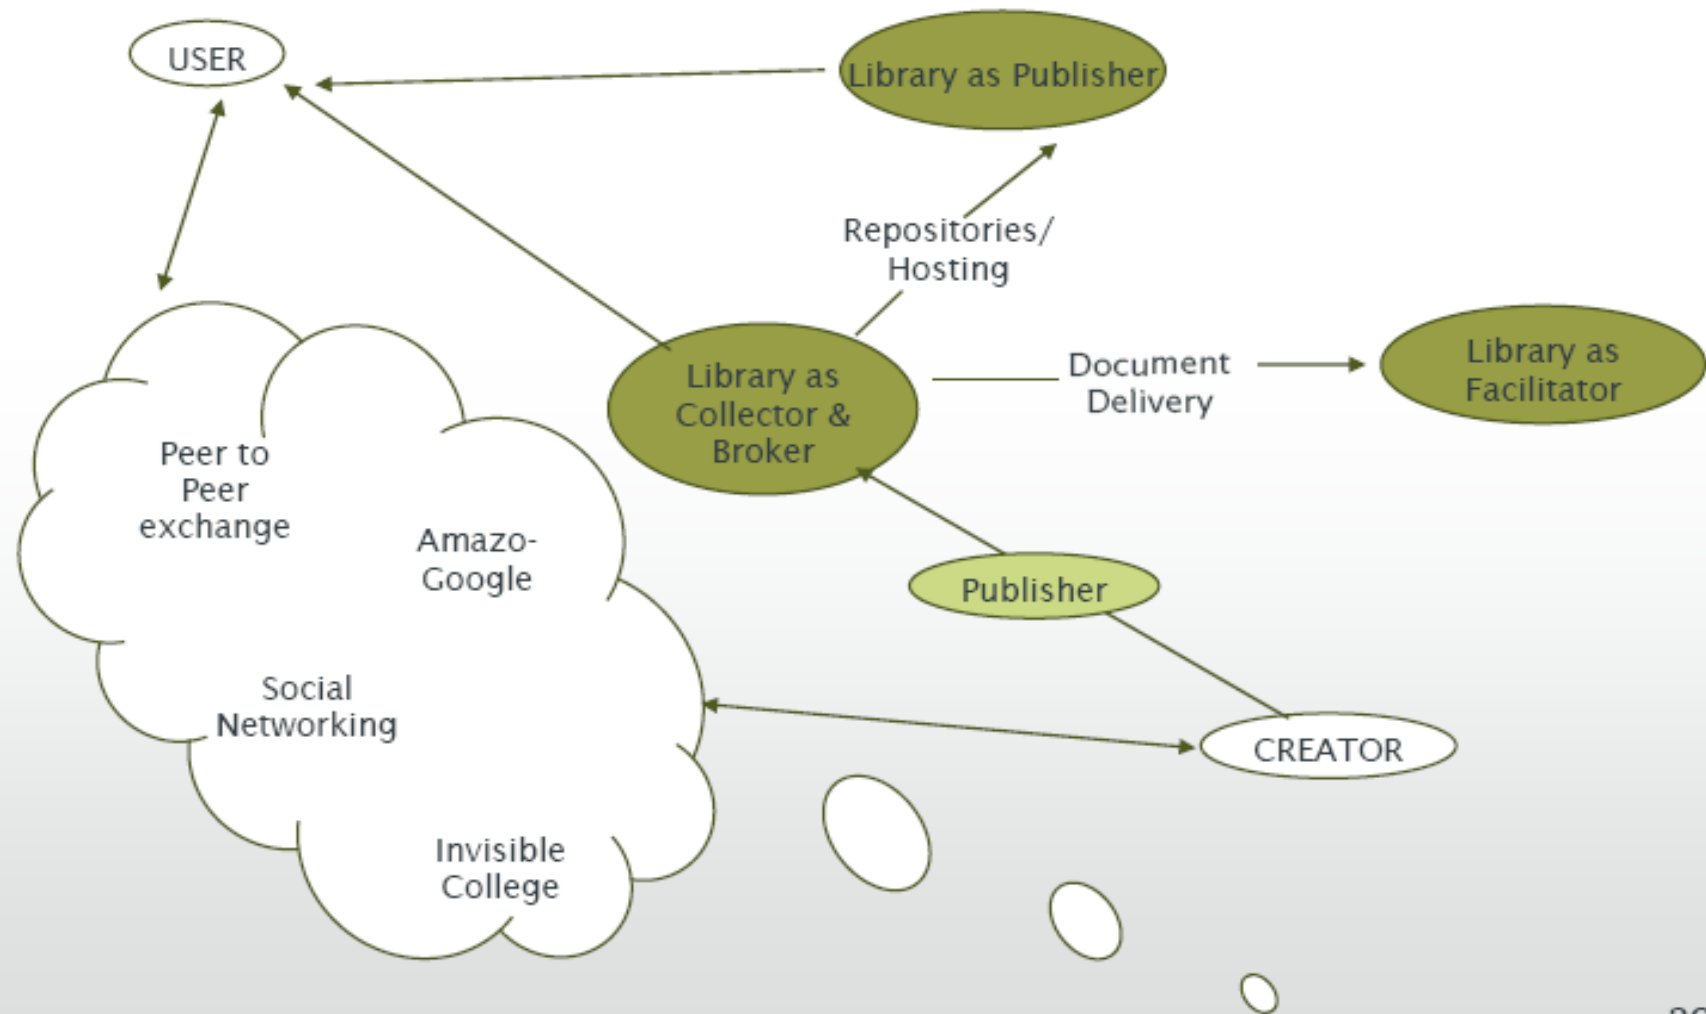 USER
Library as Publisher
Repositories/
Hosting
Library as
Collector &
Broker
Document
Delivery
Library as
Facilitator
Peer to
Peer
exchange
Amazo-
Google
Publisher
Social
Networking
CREATOR
Invisible
College